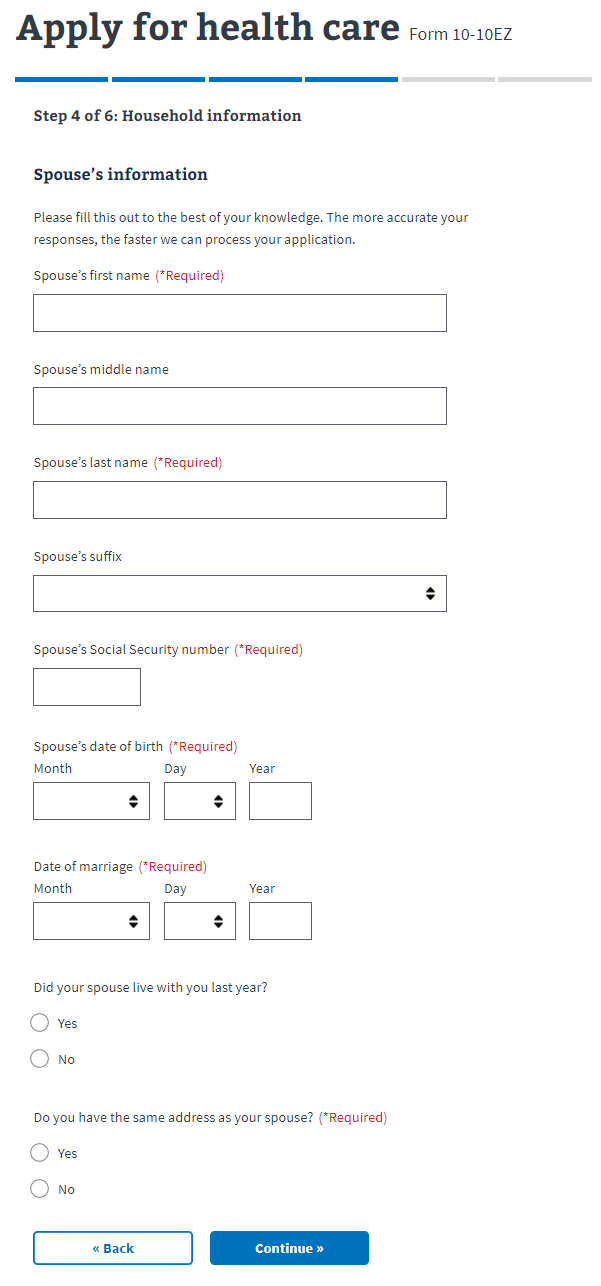 Apply for health care Form 10-10EZ
Step 4 of 6: Household information
Spouse’s information
Please fill this out to the best of your knowledge. The more accurate your
responses, the faster we can process your application.
Spouse’s first name (*Required)
Spouse’s middle name
Spouse’s last name (*Required)
Spouse’s suffix
Spouse’s Social Security number (*Required)
Spouse’s date of birth (*Required)
Month Day Year
Date of marriage (*Required)
Month Day Year
Did your spouse live with you last year?
Yes
No
Do you have the same address as your spouse? (*Required)
Yes
No
« Back Continue »